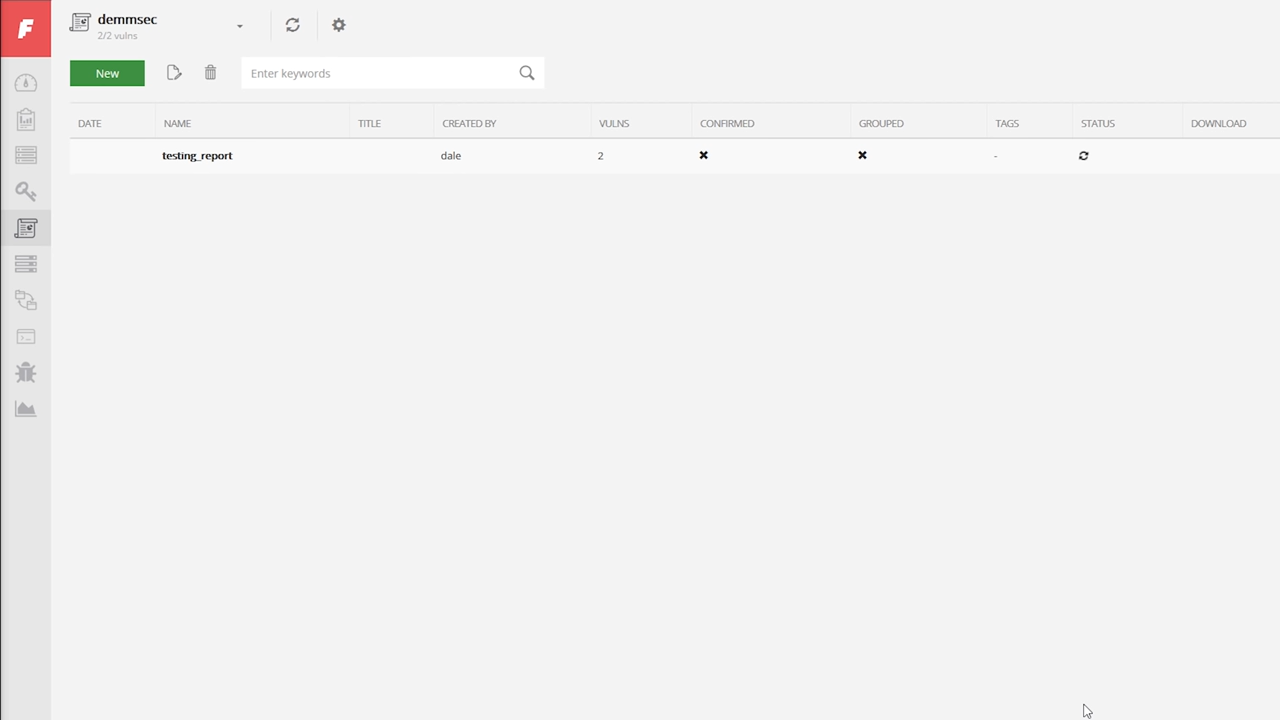 F
demmsec
2/2 vulns
New
Enter keywords
DATE NAME TITLE CREATED BY VULNS CONFIRMED GROUPED TAGS STATUS DOWNLOAD
testing_report dale 2 -